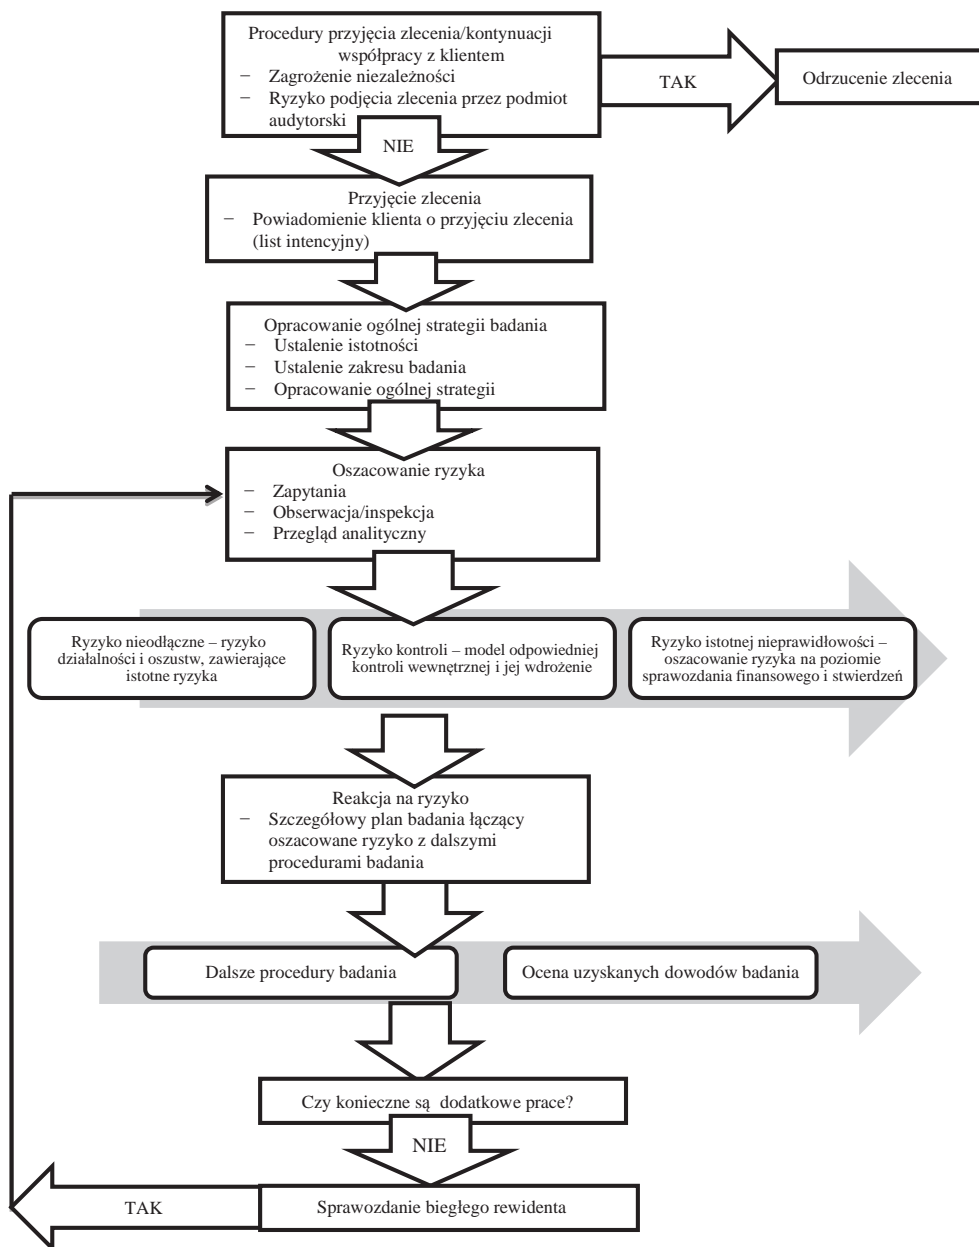 Procedury przyjęcia zlecenia/kontynuacji
współpracy z klientem
− Zagrożenie niezależności
− Ryzyko podjęcia zlecenia przez podmiot
audytorski
TAK
Odrzucenie zlecenia
NIE
Przyjęcie zlecenia
− Powiadomienie klienta o przyjęciu zlecenia
(list intencyjny)
Opracowanie ogólnej strategii badania
− Ustalenie istotności
− Ustalenie zakresu badania
− Opracowanie ogólnej strategii
Oszacowanie ryzyka
− Zapytania
− Obserwacja/inspekcja
− Przegląd analityczny
Ryzyko nieodłączne – ryzyko
działalności i oszustw, zawierające
istotne ryzyka
Ryzyko kontroli – model odpowiedniej
kontroli wewnętrznej i jej wdrożenie
Ryzyko istotnej nieprawidłowości –
oszacowanie ryzyka na poziomie
sprawozdania finansowego i stwierdzeń
Reakcja na ryzyko
− Szczegółowy plan badania łączący
oszacowane ryzyko z dalszymi
procedurami badania
Dalsze procedury badania
Ocena uzyskanych dowodów badania
Czy konieczne są dodatkowe prace?
NIE
TAK
Sprawozdanie biegłego rewidenta